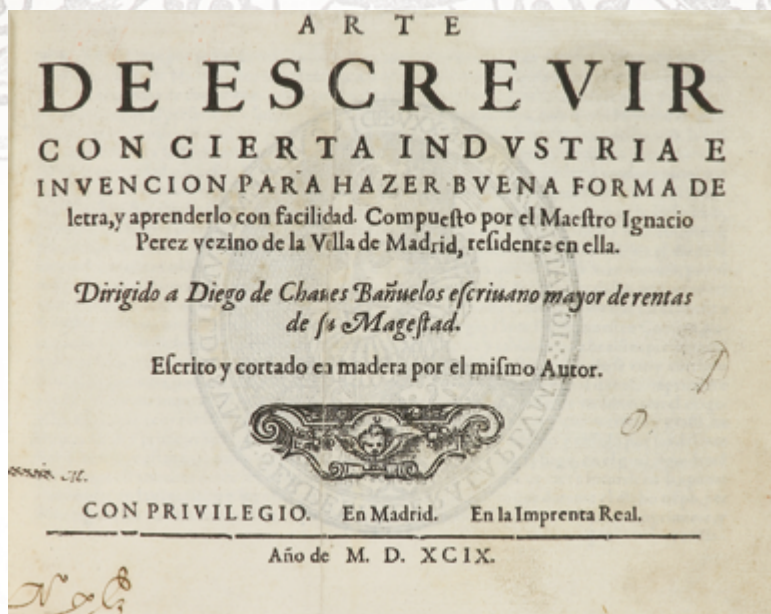 ARTE
DE ESCREVIR
CON CIERTA INDVSTRIA E
INVENCION PARA HAZER BVENA FORMA DE
letra, y aprenderlo con facilidad. Compueſto por el Maeſtro Ignacio
Perez vezino de la Villa de Madrid, reſidente en ella.
Dirigido a Diego de Chaues Bañuelos eſcriuano mayor de rentas
de ſu Mageſtad.
Eſcrito y cortado en madera por el miſmo Autor.
CON PRIVILEGIO. En Madrid. En la Imprenta Real.
Año de M. D. XCIX.